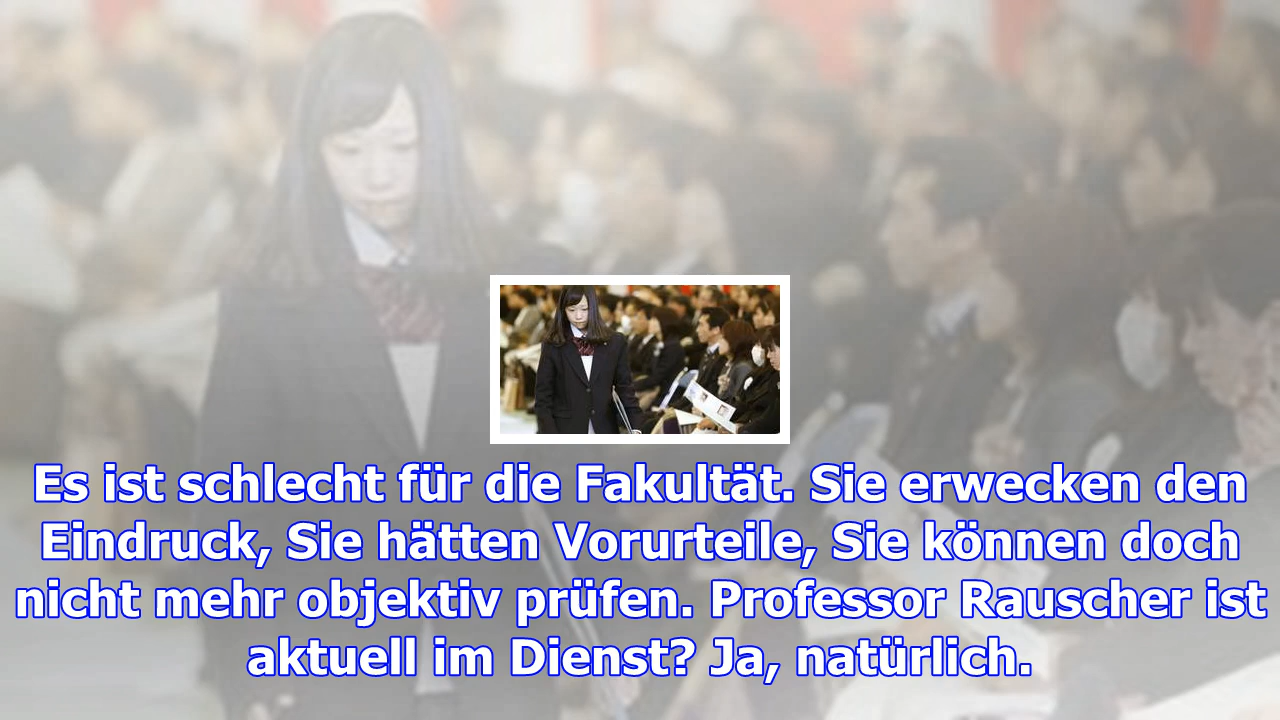 Es ist schlecht für die Fakultät. Sie erwecken den
Eindruck, Sie hätten Vorurteile, Sie können doch
nicht mehr objektiv prüfen. Professor Rauscher ist
aktuell im Dienst? Ja, natürlich.